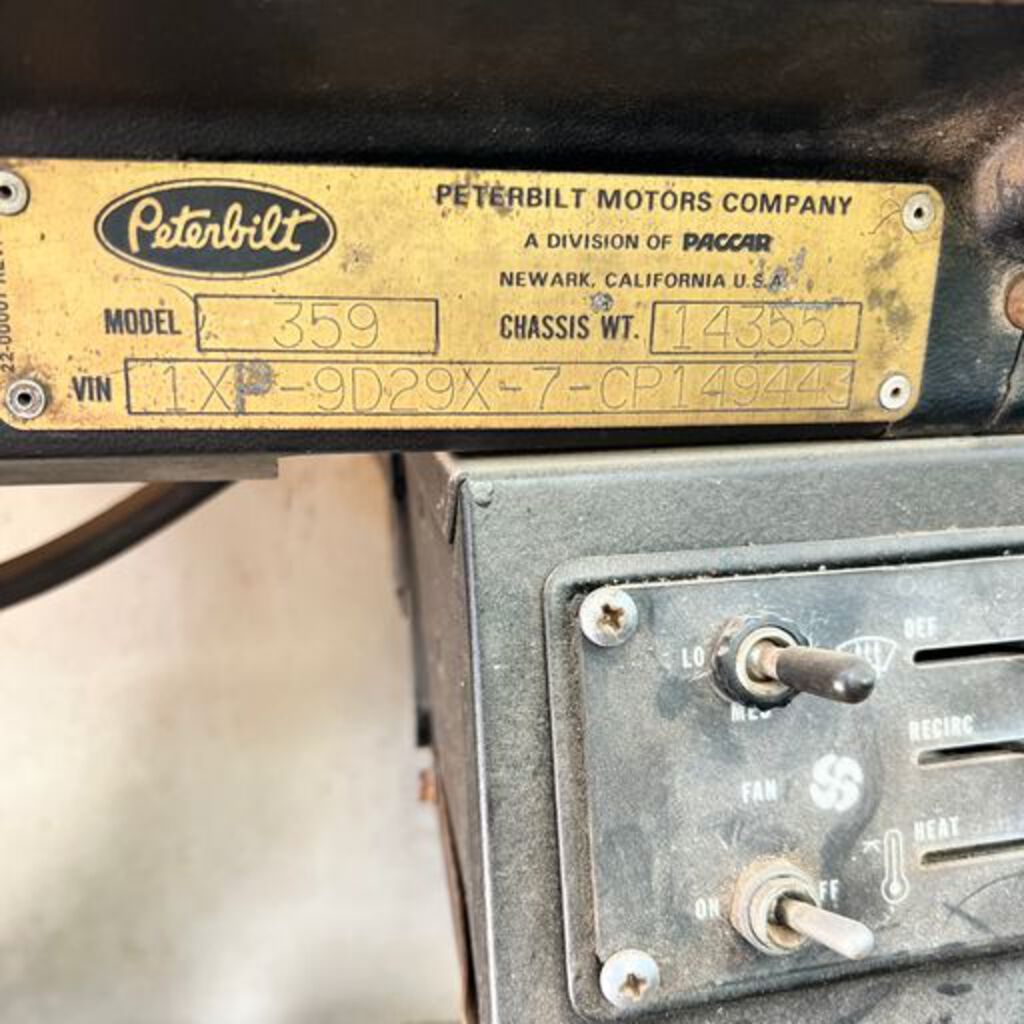 Peterbilt
PETERBILT MOTORS COMPANY
A DIVISION OF PACCAR
NEWARK, CALIFORNIA U.S.A.
MODEL 359
CHASSIS WT. 14355
VIN 1XP-9D29X-7-CP149443
LO
MED
DEF
RECIRC
FAN
HEAT
ON